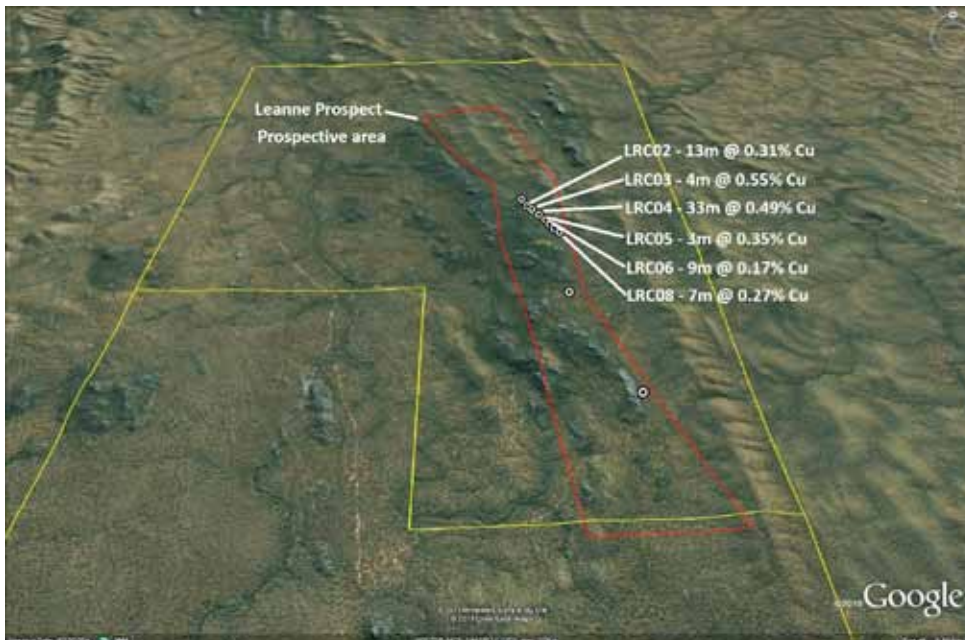 Leanne Prospect
Prospective area
LRC02 - 13m @ 0.31% Cu
LRC03 - 4m @ 0.55% Cu
LRC04 - 33m @ 0.49% Cu
LRC05 - 3m @ 0.35% Cu
LRC06 - 9m @ 0.17% Cu
LRC08 - 7m @ 0.27% Cu
Google